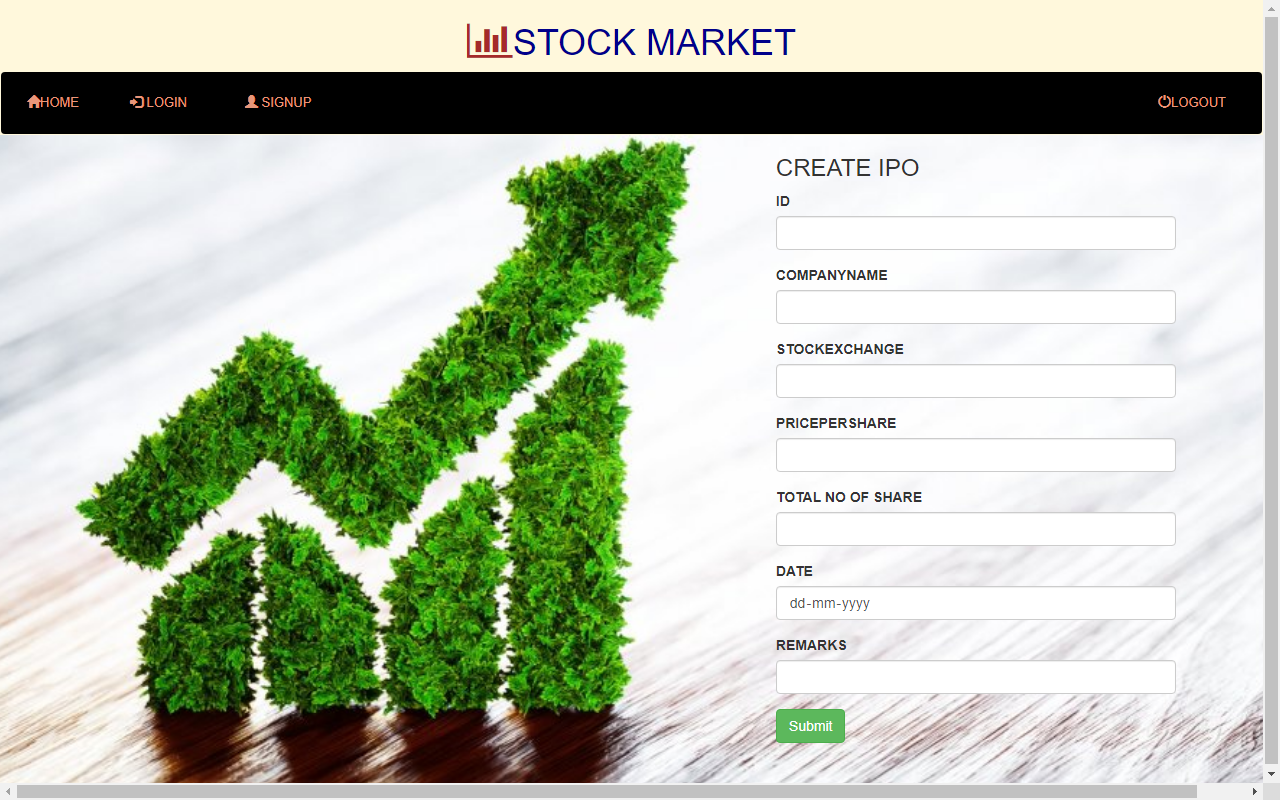 STOCK MARKET
HOME LOGIN SIGNUP LOGOUT
CREATE IPO
ID
COMPANYNAME
STOCKEXCHANGE
PRICEPERSHARE
TOTAL NO OF SHARE
DATE
dd-mm-yyyy
REMARKS
Submit